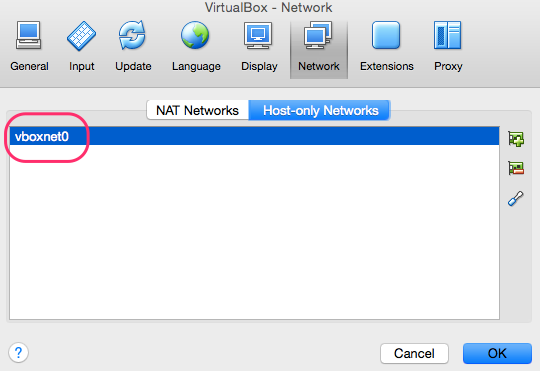 VirtualBox - Network
General Input Update Language Display Network Extensions Proxy
NAT Networks Host-only Networks
vboxnet0
? Cancel OK